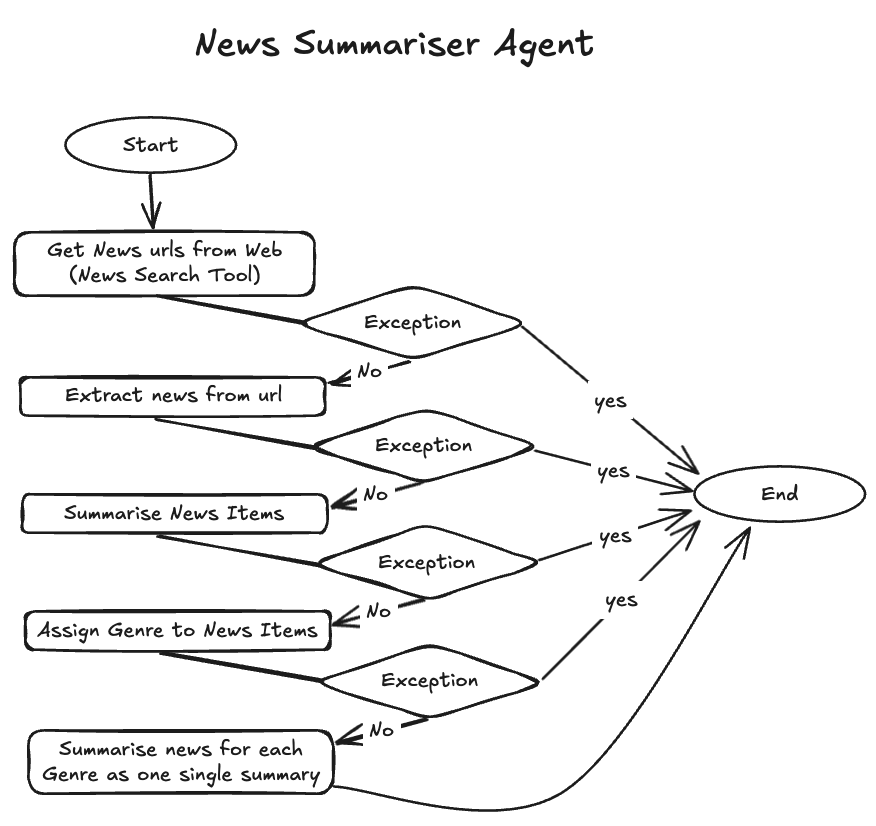 News Summariser Agent
Start
Get News urls from Web
(News Search Tool)
Exception
No
yes
Extract news from url
Exception
No
yes
End
Summarise News Items
Exception
No
yes
Assign Genre to News Items
Exception
No
yes
Summarise news for each
Genre as one single summary